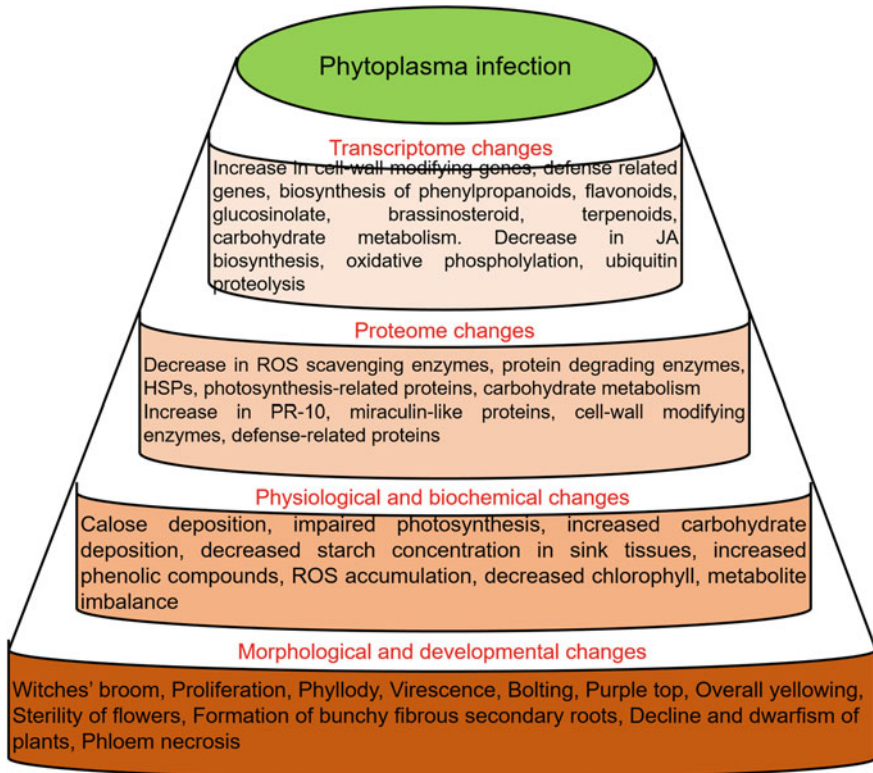 Phytoplasma infection
Transcriptome changes
Increase in cell-wall modifying genes, defense related
genes, biosynthesis of phenylpropanoids, flavonoids,
glucosinolate, brassinosteroid, terpenoids,
carbohydrate metabolism. Decrease in JA
biosynthesis, oxidative phospholylation, ubiquitin
proteolysis
Proteome changes
Decrease in ROS scavenging enzymes, protein degrading enzymes,
HSPs, photosynthesis-related proteins, carbohydrate metabolism
Increase in PR-10, miraculin-like proteins, cell-wall modifying
enzymes, defense-related proteins
Physiological and biochemical changes
Calose deposition, impaired photosynthesis, increased carbohydrate
deposition, decreased starch concentration in sink tissues, increased
phenolic compounds, ROS accumulation, decreased chlorophyll, metabolite
imbalance
Morphological and developmental changes
Witches' broom, Proliferation, Phyllody, Virescence, Bolting, Purple top, Overall yellowing,
Sterility of flowers, Formation of bunchy fibrous secondary roots, Decline and dwarfism of
plants, Phloem necrosis